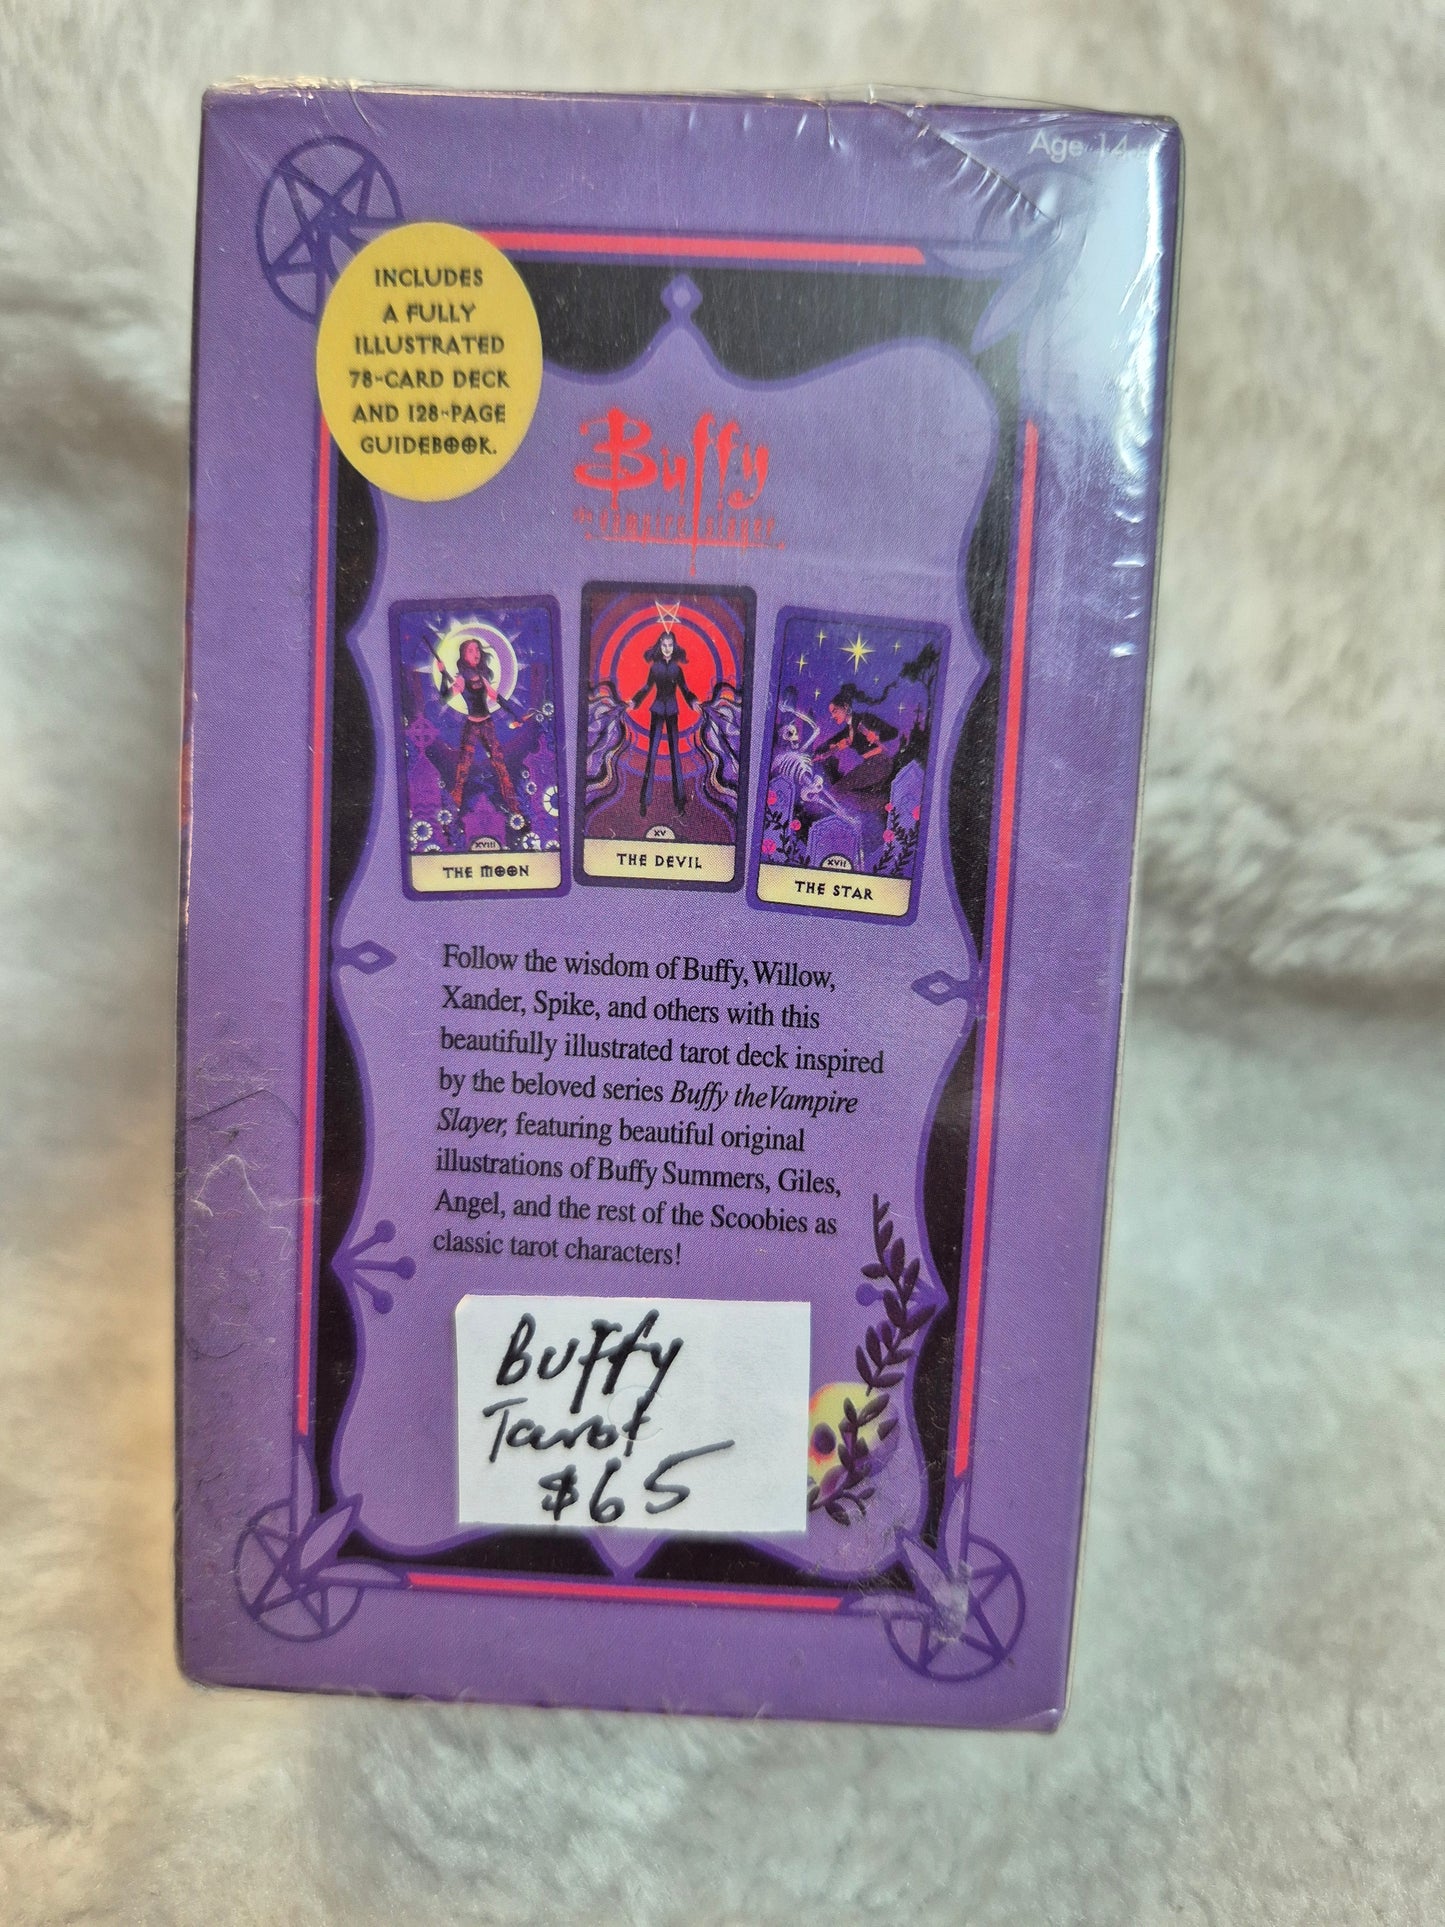 Age 14+
INCLUDES
A FULLY
ILLUSTRATED
78-CARD DECK
AND 128-PAGE
GUIDEBOOK.
Buffy
the vampire slayer
XVIII
THE MOON
XV
THE DEVIL
XVII
THE STAR
Follow the wisdom of Buffy, Willow,
Xander, Spike, and others with this
beautifully illustrated tarot deck inspired
by the beloved series Buffy the Vampire
Slayer, featuring beautiful original
illustrations of Buffy Summers, Giles,
Angel, and the rest of the Scoobies as
classic tarot characters!
Buffy
Tarot
$65